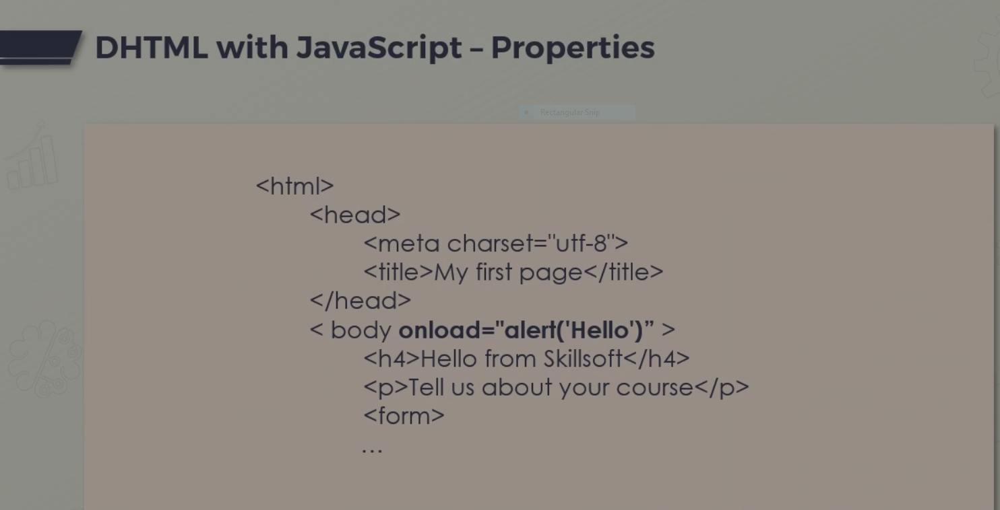 DHTML with JavaScript – Properties
Rectangular Snip
<html>
<head>
<meta charset="utf-8">
<title>My first page</title>
</head>
< body onload="alert('Hello')” >
<h4>Hello from Skillsoft</h4>
<p>Tell us about your course</p>
<form>
…